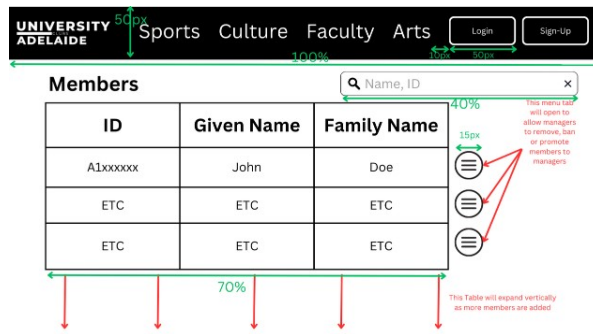 UNIVERSITY
ADELAIDE
50px
Sports Culture Faculty Arts
Login
Sign-Up
100%
10px
50px
Members
Name, ID
×
40%
This menu tab
will open to
allow managers
to remove, ban
or promote
members to
managers
ID Given Name Family Name
15px
A1xxxxxx John Doe
ETC ETC ETC
ETC ETC ETC
70%
This Table will expand vertically
as more members are added